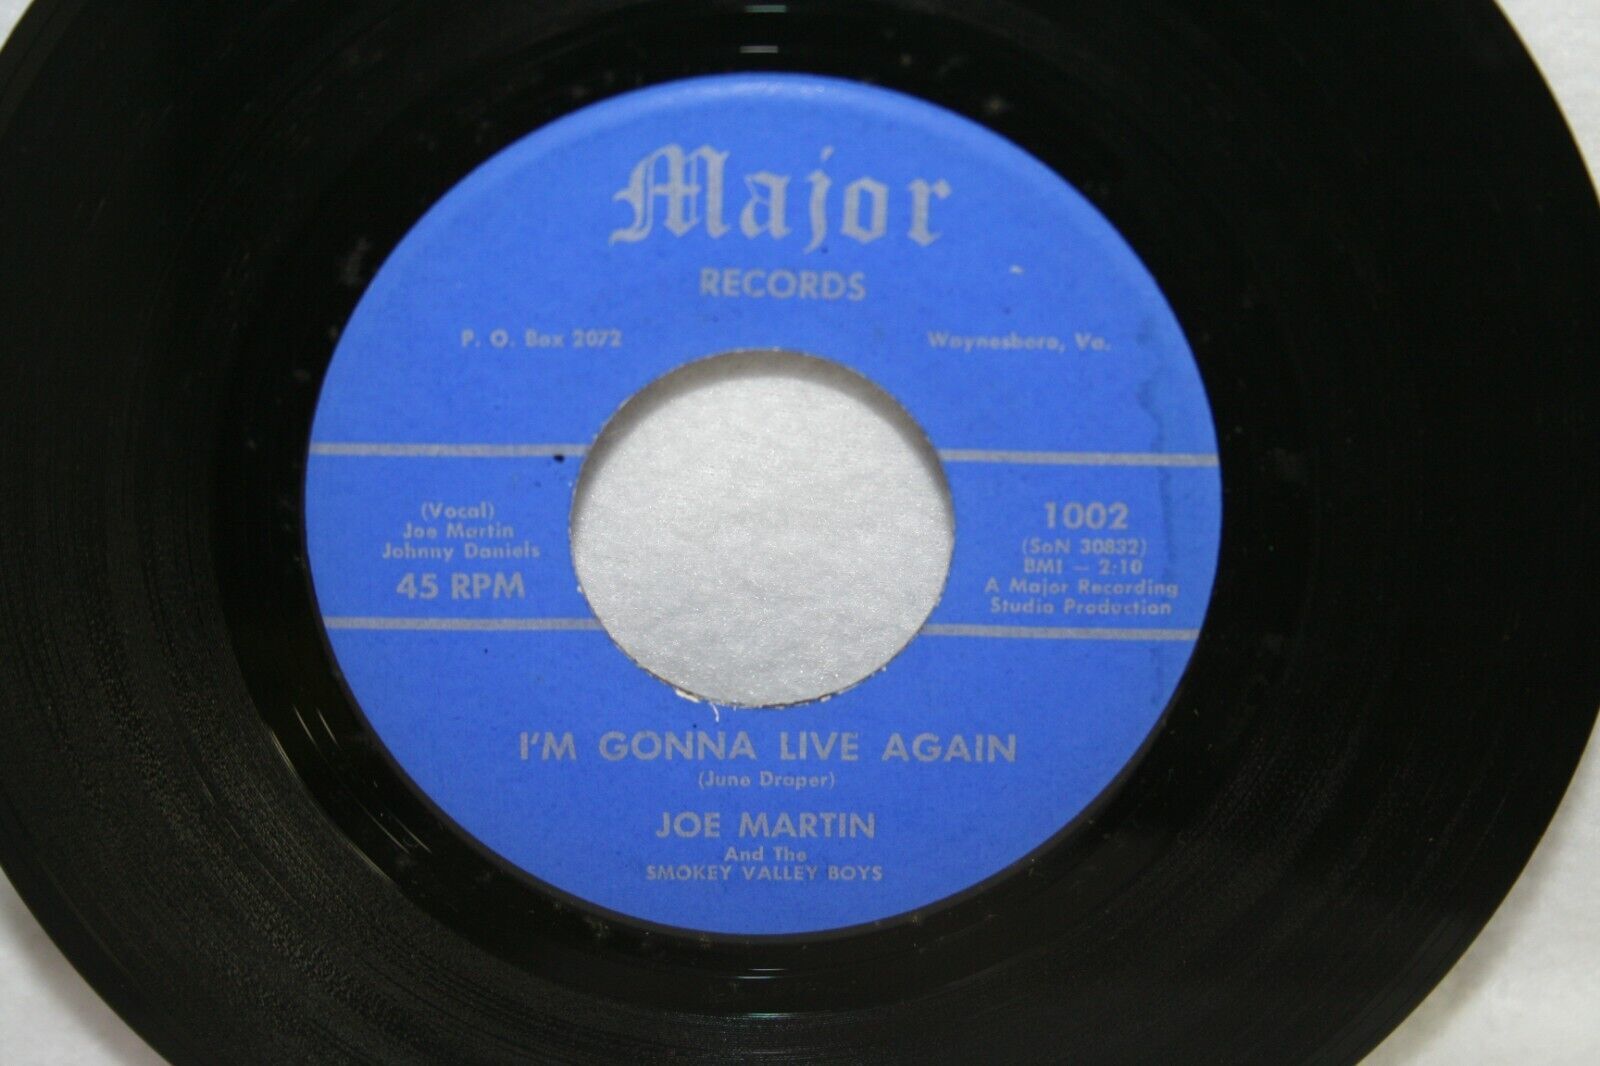 Major
RECORDS
P. O. Box 2072
Waynesboro, Va.
(Vocal)
Joe Martin
Johnny Daniels
45 RPM
1002
(SoN 30832)
BMI – 2:10
A Major Recording
Studio Production
I'M GONNA LIVE AGAIN
(June Draper)
JOE MARTIN
And The
SMOKEY VALLEY BOYS